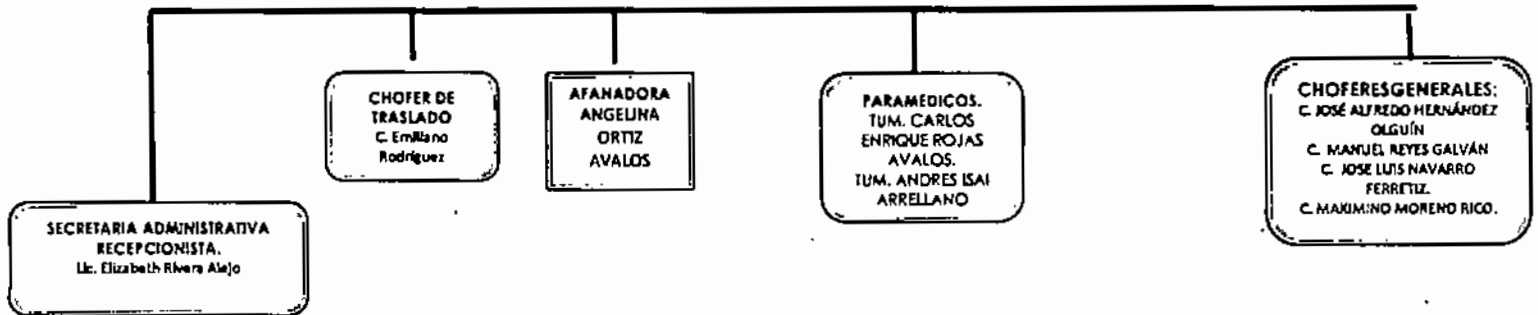 SECRETARIA ADMINISTRATIVA
RECEPCIONISTA.
Lic. Elizabeth Rivera Alejo
CHOFER DE
TRASLADO
C. Emiliano
Rodriguez
AFANADORA
ANGELINA
ORTIZ
AVALOS
PARAMEDICOS.
TUM. CARLOS
ENRIQUE ROJAS
AVALOS.
TUM. ANDRES ISAI
ARRELLANO
CHOFERESGENERALES:
C. JOSÉ ALFREDO HERNÁNDEZ
OLGUÍN
C. MANUEL REYES GALVÁN
C. JOSE LUIS NAVARRO
FERRETIZ.
C. MAXIMINO MORENO RICO.